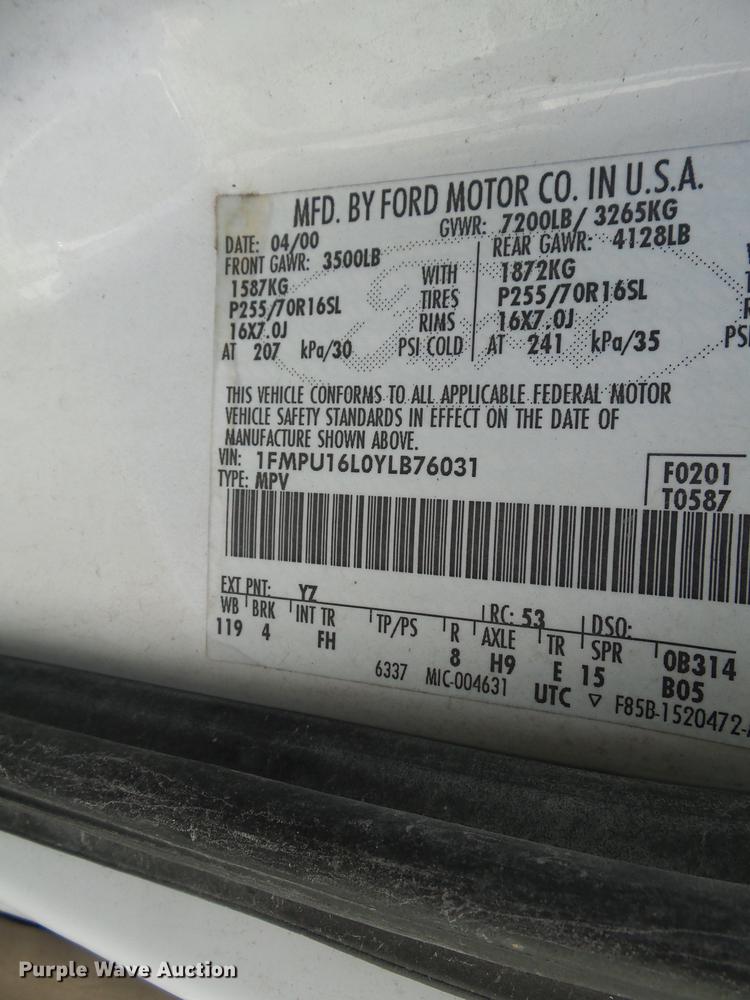 MFD. BY FORD MOTOR CO. IN U.S.A.
DATE: 04/00 GVWR: 7200LB/ 3265KG
FRONT GAWR: 3500LB REAR GAWR: 4128LB
1587KG WITH 1872KG
P255/70R16SL TIRES P255/70R16SL
16X7.0J RIMS 16X7.0J
AT 207 kPa/30 PSI COLD AT 241 kPa/35 PSI
THIS VEHICLE CONFORMS TO ALL APPLICABLE FEDERAL MOTOR
VEHICLE SAFETY STANDARDS IN EFFECT ON THE DATE OF
MANUFACTURE SHOWN ABOVE.
VIN: 1FMPU16L0YLB76031 F0201
TYPE: MPV T0587
EXT PNT: YZ RC: 53 DSO:
WB BRK INT TR TP/PS R AXLE TR SPR 0B314
119 4 FH 8 H9 E 15 B05
6337 MIC-004631 UTC ▽ F85B-1520472-A
Purple Wave Auction